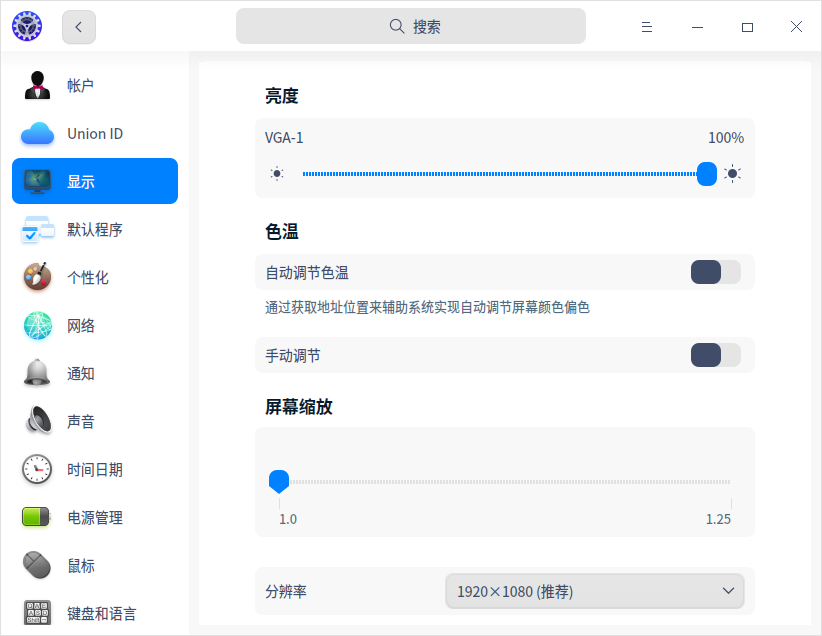 搜索
帐户
Union ID
显示
默认程序
个性化
网络
通知
声音
时间日期
电源管理
鼠标
键盘和语言
亮度
VGA-1
100%
色温
自动调节色温
通过获取地址位置来辅助系统实现自动调节屏幕颜色偏色
手动调节
屏幕缩放
1.0
1.25
分辨率
1920×1080 (推荐)